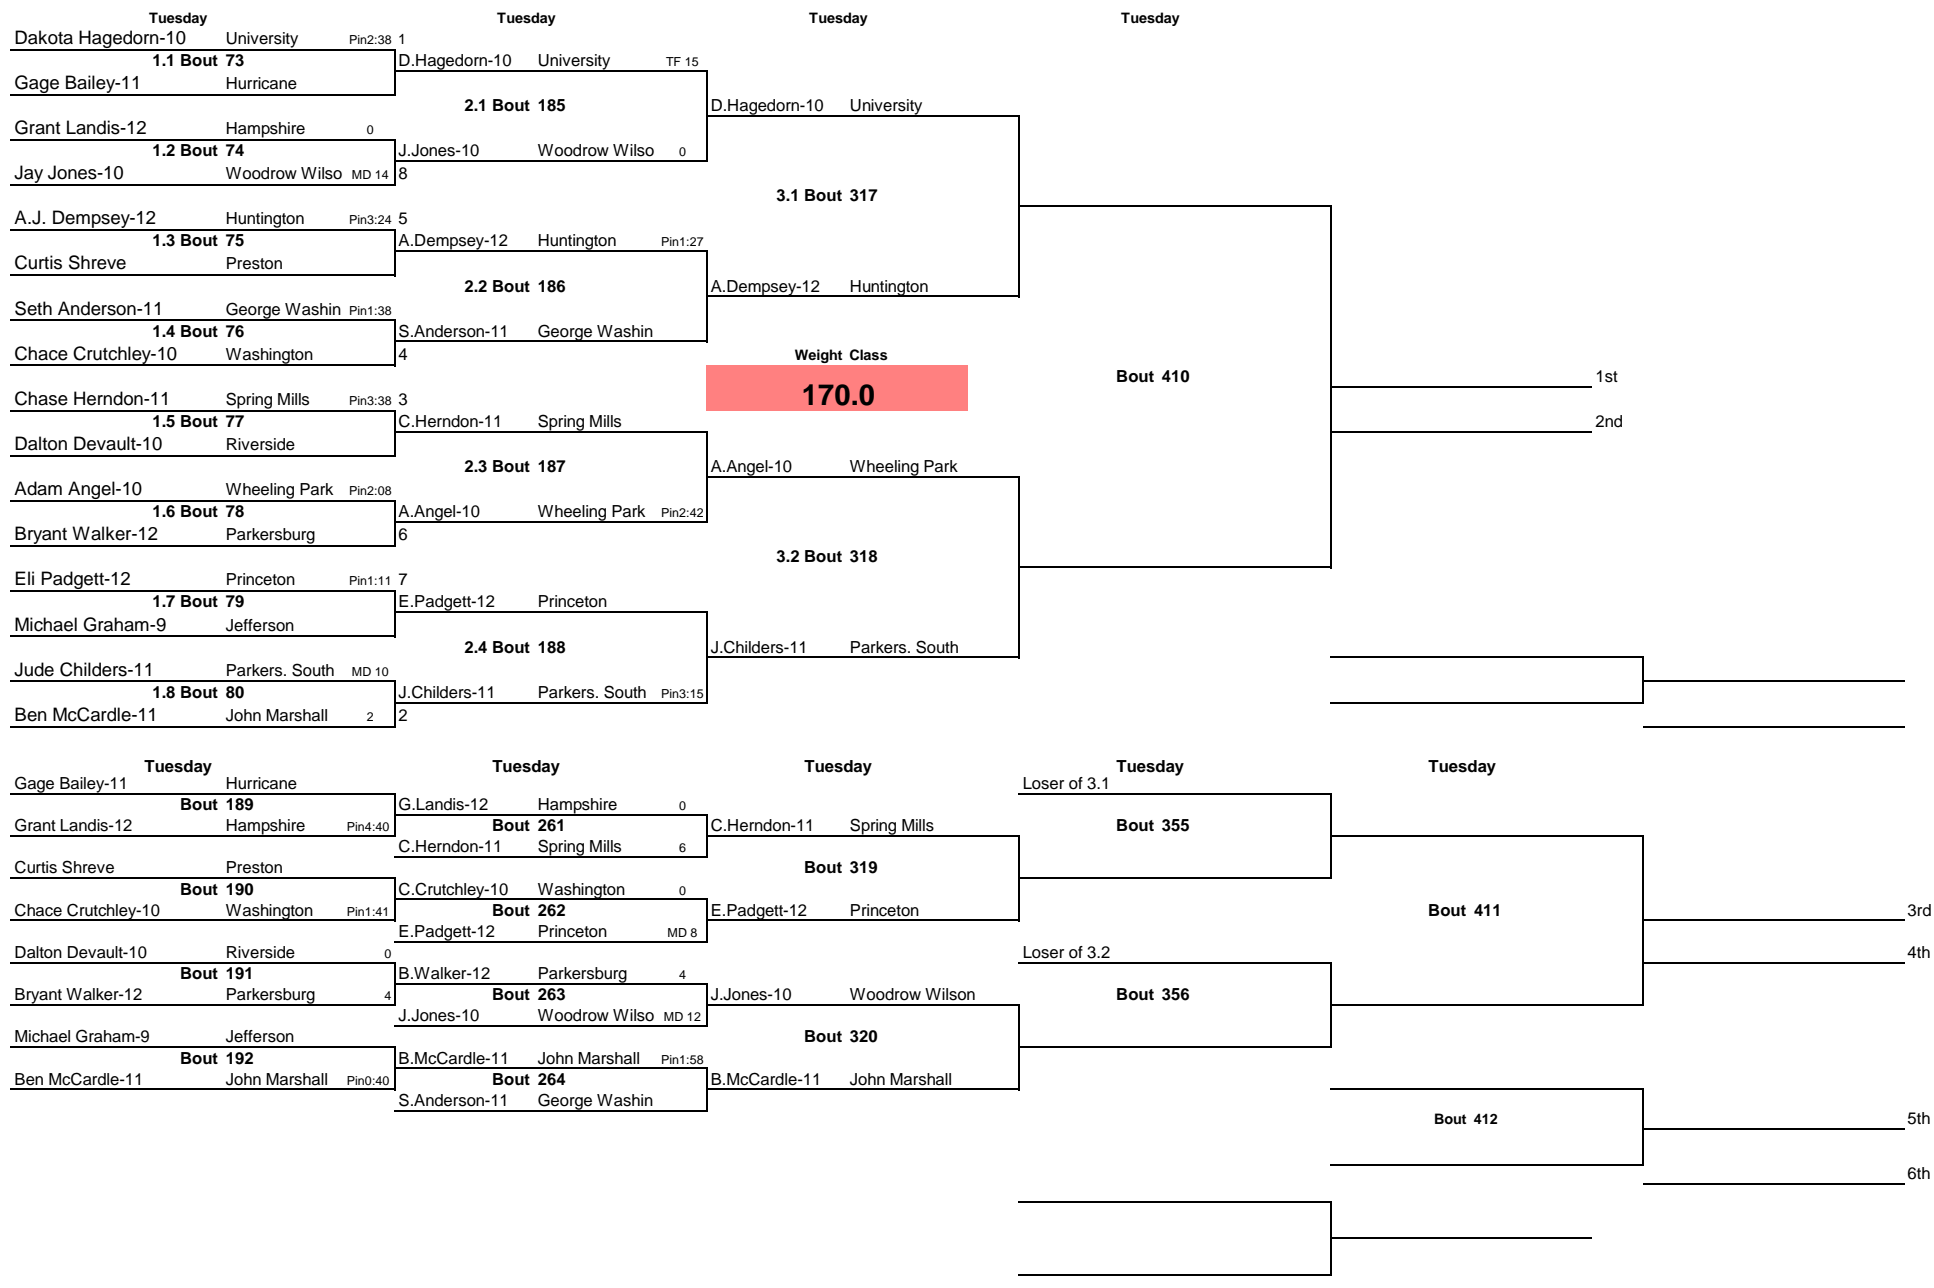 Tuesday Tuesday Tuesday Tuesday
Dakota Hagedorn-10 University Pin2:38 1
1.1 Bout 73 D.Hagedorn-10 University TF 15
Gage Bailey-11 Hurricane
2.1 Bout 185 D.Hagedorn-10 University
Grant Landis-12 Hampshire 0
1.2 Bout 74 J.Jones-10 Woodrow Wilso 0
Jay Jones-10 Woodrow Wilso MD 14 8
3.1 Bout 317
A.J. Dempsey-12 Huntington Pin3:24 5
1.3 Bout 75 A.Dempsey-12 Huntington Pin1:27
Curtis Shreve Preston
2.2 Bout 186 A.Dempsey-12 Huntington
Seth Anderson-11 George Washin Pin1:38
1.4 Bout 76 S.Anderson-11 George Washin
Chace Crutchley-10 Washington 4 Weight Class
Bout 410 1st
Chase Herndon-11 Spring Mills Pin3:38 3 170.0
1.5 Bout 77 C.Herndon-11 Spring Mills 2nd
Dalton Devault-10 Riverside
2.3 Bout 187 A.Angel-10 Wheeling Park
Adam Angel-10 Wheeling Park Pin2:08
1.6 Bout 78 A.Angel-10 Wheeling Park Pin2:42
Bryant Walker-12 Parkersburg 6
3.2 Bout 318
Eli Padgett-12 Princeton Pin1:11 7
1.7 Bout 79 E.Padgett-12 Princeton
Michael Graham-9 Jefferson
2.4 Bout 188 J.Childers-11 Parkers. South
Jude Childers-11 Parkers. South MD 10
1.8 Bout 80 J.Childers-11 Parkers. South Pin3:15
Ben McCardle-11 John Marshall 2 2
Tuesday Tuesday Tuesday Tuesday Tuesday
Gage Bailey-11 Hurricane Loser of 3.1
Bout 189 G.Landis-12 Hampshire 0
Grant Landis-12 Hampshire Pin4:40 Bout 261 C.Herndon-11 Spring Mills Bout 355
C.Herndon-11 Spring Mills 6
Curtis Shreve Preston Bout 319
Bout 190 C.Crutchley-10 Washington 0
Chace Crutchley-10 Washington Pin1:41 Bout 262 E.Padgett-12 Princeton Bout 411 3rd
E.Padgett-12 Princeton MD 8
Dalton Devault-10 Riverside 0 Loser of 3.2 4th
Bout 191 B.Walker-12 Parkersburg 4
Bryant Walker-12 Parkersburg 4 Bout 263 J.Jones-10 Woodrow Wilson Bout 356
J.Jones-10 Woodrow Wilso MD 12
Michael Graham-9 Jefferson Bout 320
Bout 192 B.McCardle-11 John Marshall Pin1:58
Ben McCardle-11 John Marshall Pin0:40 Bout 264 B.McCardle-11 John Marshall
S.Anderson-11 George Washin
Bout 412 5th
6th